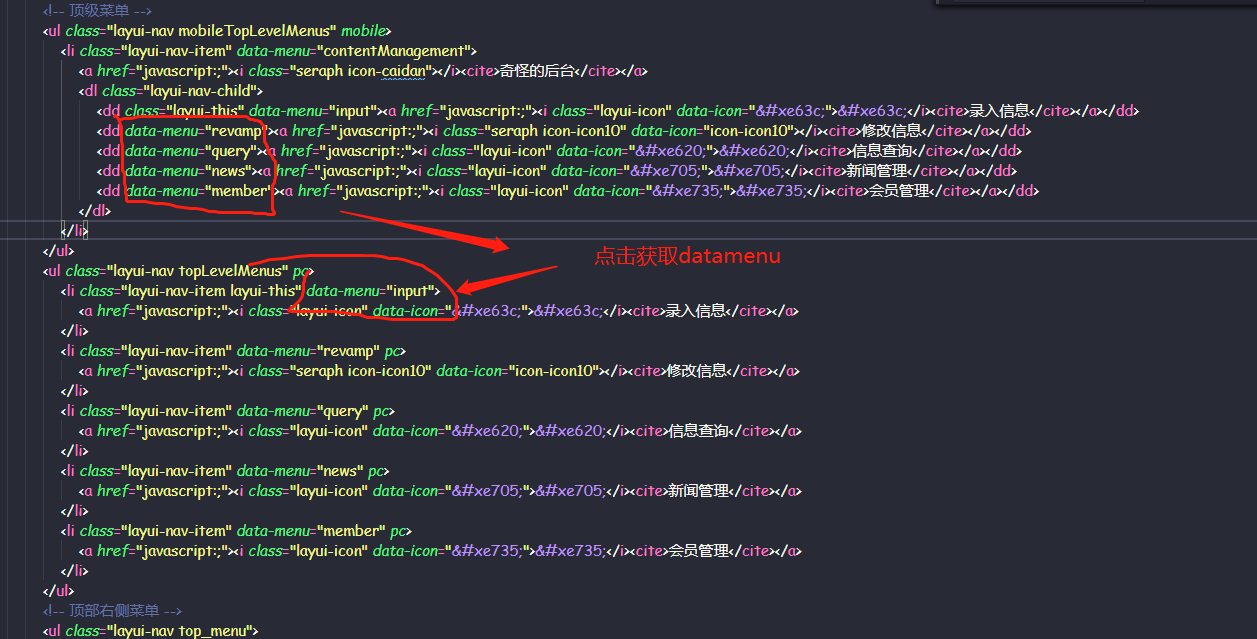 <!-- 顶级菜单 -->
<ul class="layui-nav mobileTopLevelMenus" mobile>
<li class="layui-nav-item" data-menu="contentManagement">
<a href="javascript:;"><i class="seraph icon-caidan"></i><cite>奇怪的后台</cite></a>
<dl class="layui-nav-child">
<dd class="layui-this" data-menu="input"><a href="javascript:;"><i class="layui-icon" data-icon="&#xe63c;">&#xe63c;</i><cite>录入信息</cite></a></dd>
<dd data-menu="revamp"><a href="javascript:;"><i class="seraph icon-icon10" data-icon="icon-icon10"></i><cite>修改信息</cite></a></dd>
<dd data-menu="query"><a href="javascript:;"><i class="layui-icon" data-icon="&#xe620;">&#xe620;</i><cite>信息查询</cite></a></dd>
<dd data-menu="news"><a href="javascript:;"><i class="layui-icon" data-icon="&#xe705;">&#xe705;</i><cite>新闻管理</cite></a></dd>
<dd data-menu="member"><a href="javascript:;"><i class="layui-icon" data-icon="&#xe735;">&#xe735;</i><cite>会员管理</cite></a></dd>
</dl>
</li>
</ul>
点击获取datamenu
<ul class="layui-nav topLevelMenus" pc>
<li class="layui-nav-item layui-this" data-menu="input">
<a href="javascript:;"><i class="layui-icon" data-icon="&#xe63c;">&#xe63c;</i><cite>录入信息</cite></a>
</li>
<li class="layui-nav-item" data-menu="revamp" pc>
<a href="javascript:;"><i class="seraph icon-icon10" data-icon="icon-icon10"></i><cite>修改信息</cite></a>
</li>
<li class="layui-nav-item" data-menu="query" pc>
<a href="javascript:;"><i class="layui-icon" data-icon="&#xe620;">&#xe620;</i><cite>信息查询</cite></a>
</li>
<li class="layui-nav-item" data-menu="news" pc>
<a href="javascript:;"><i class="layui-icon" data-icon="&#xe705;">&#xe705;</i><cite>新闻管理</cite></a>
</li>
<li class="layui-nav-item" data-menu="member" pc>
<a href="javascript:;"><i class="layui-icon" data-icon="&#xe735;">&#xe735;</i><cite>会员管理</cite></a>
</li>
</ul>
<!-- 顶部右侧菜单 -->
<ul class="layui-nav top_menu">